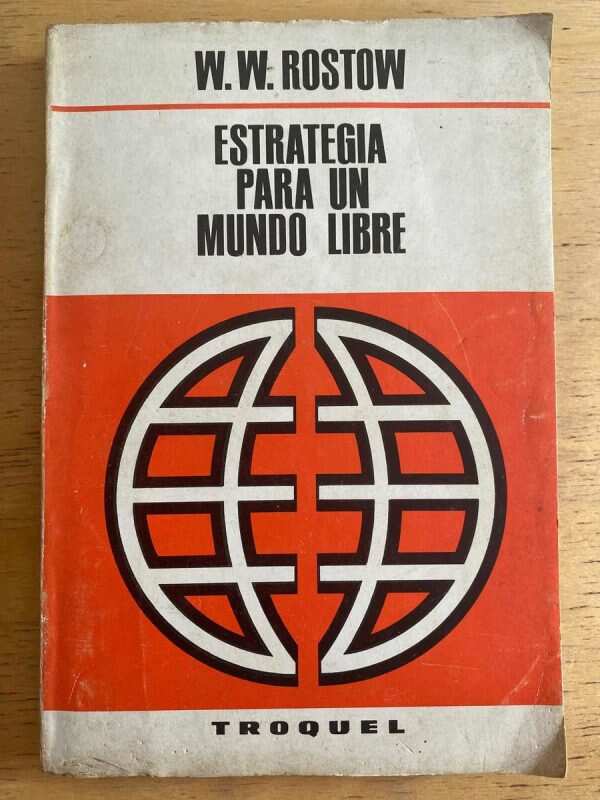 W. W. ROSTOW
ESTRATEGIA
PARA UN
MUNDO LIBRE
TROQUEL